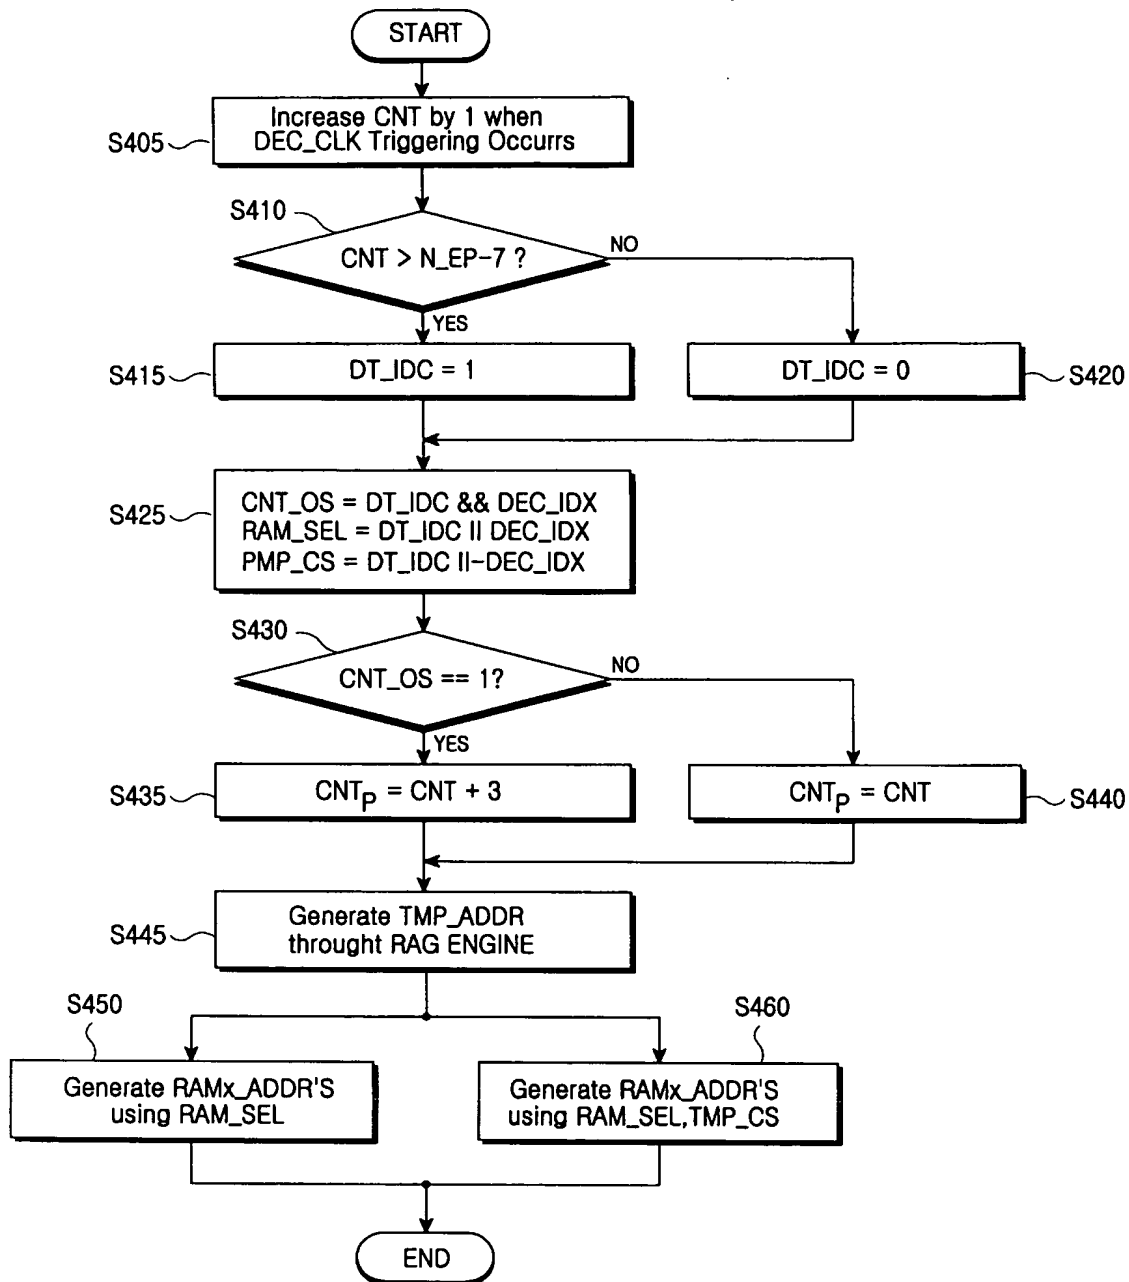 START
Increase CNT by 1 when
DEC_CLK Triggering Occurrs
S405
S410
CNT > N_EP-7 ?
NO
YES
S415
DT_IDC = 1
DT_IDC = 0
S420
S425
CNT_OS = DT_IDC && DEC_IDX
RAM_SEL = DT_IDC II DEC_IDX
PMP_CS = DT_IDC II-DEC_IDX
S430
CNT_OS == 1?
NO
YES
S435
CNTP = CNT + 3
CNTP = CNT
S440
S445
Generate TMP_ADDR
throught RAG ENGINE
S450
S460
Generate RAMx_ADDR'S
using RAM_SEL
Generate RAMx_ADDR'S
using RAM_SEL,TMP_CS
END